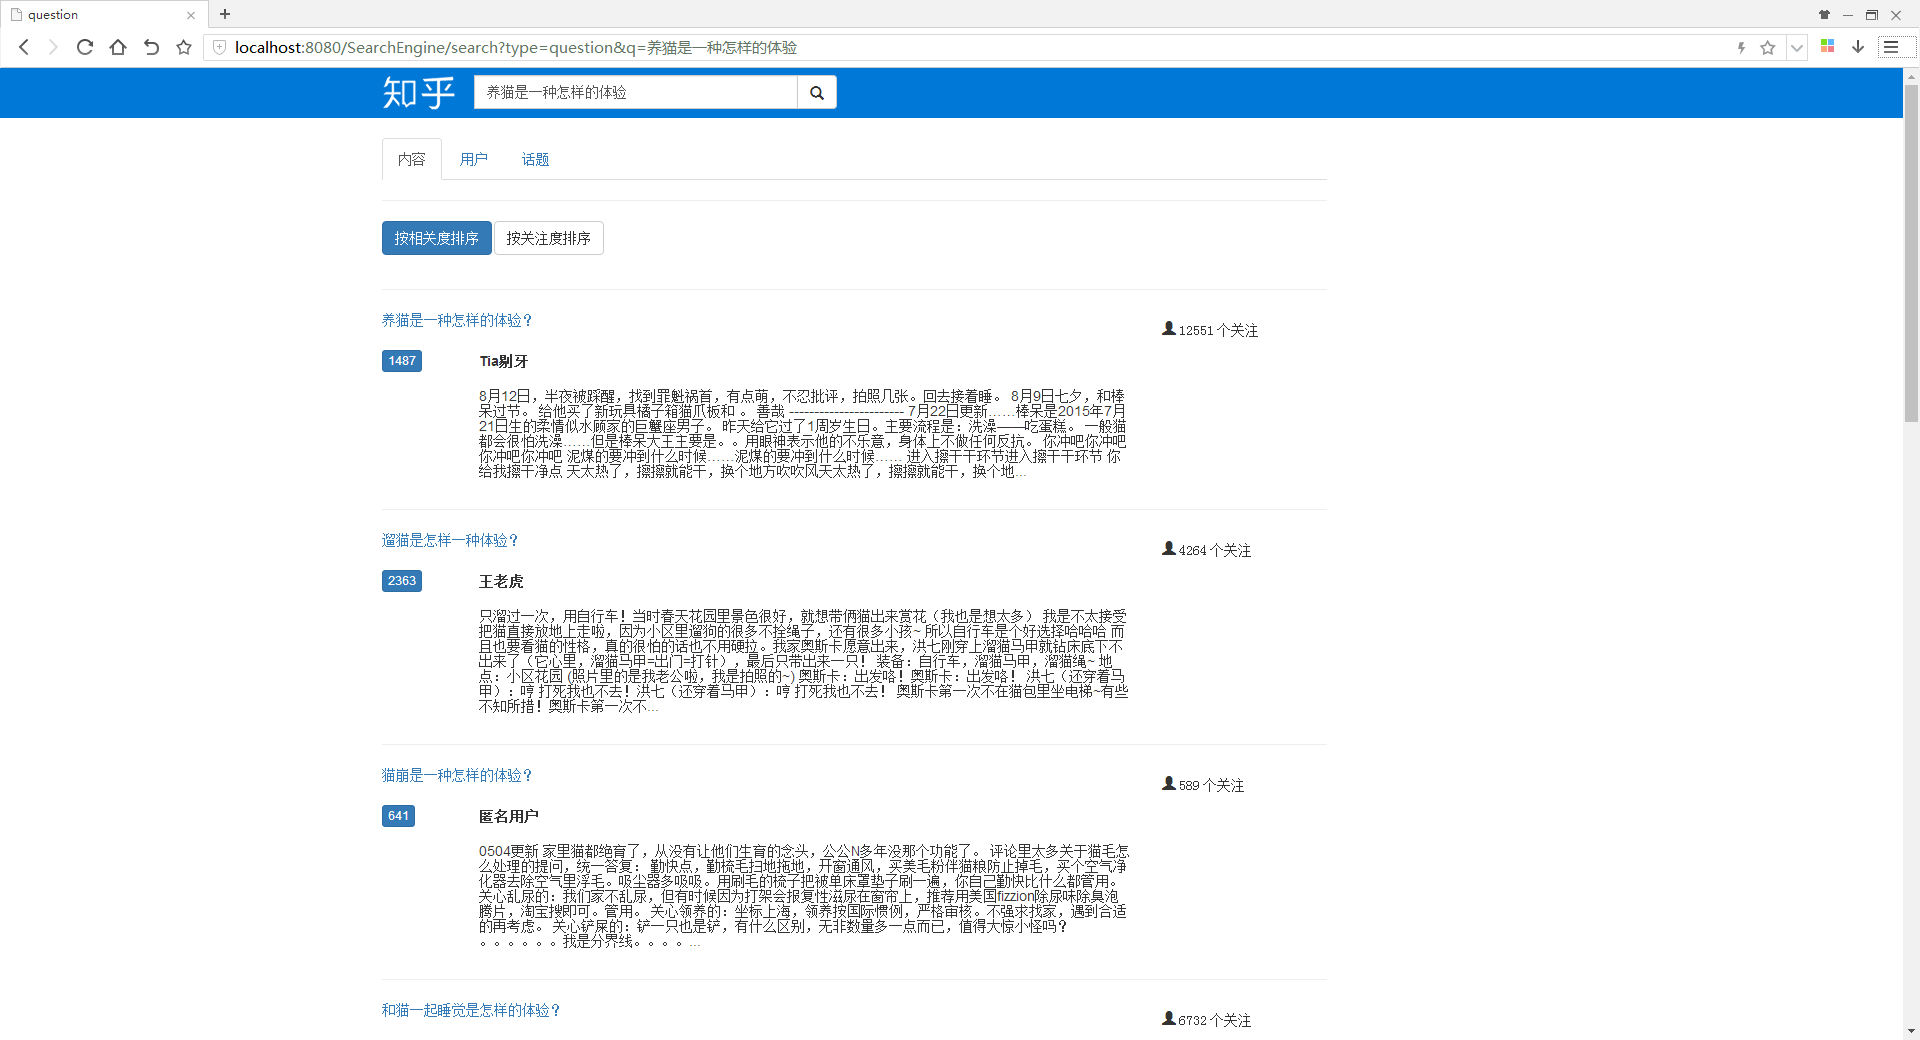 question
localhost:8080/SearchEngine/search?type=question&q=养猫是一种怎样的体验
知乎
养猫是一种怎样的体验
内容 用户 话题
按相关度排序 按关注度排序
养猫是一种怎样的体验?
12551 个关注
1487 Tia剔牙
8月12日，半夜被踩醒，找到罪魁祸首，有点萌，不忍批评，拍照几张。回去接着睡。 8月9日七夕，和棒
呆过节。 给他买了新玩具橘子箱猫爪板和 。 善哉 ----------------------- 7月22日更新……棒呆是2015年7月
21日生的柔情似水顾家的巨蟹座男子。 昨天给它过了1周岁生日。主要流程是：洗澡——吃蛋糕。 一般猫
都会很怕洗澡……但是棒呆大王主要是。。用眼神表示他的不乐意，身体上不做任何反抗。 你冲吧你冲吧
你冲吧你冲吧 泥煤的要冲到什么时候……泥煤的要冲到什么时候…… 进入擦干干环节进入擦干干环节 你
给我擦干净点 天太热了，擦擦就能干，换个地方吹吹风天太热了，擦擦就能干，换个地...
遛猫是怎样一种体验?
4264 个关注
2363 王老虎
只溜过一次，用自行车！当时春天花园里景色很好，就想带俩猫出来赏花（我也是想太多） 我是不太接受
把猫直接放地上走啦，因为小区里遛狗的很多不拴绳子，还有很多小孩~ 所以自行车是个好选择哈哈哈 而
且也要看猫的性格，真的很怕的话也不用硬拉。我家奥斯卡愿意出来，洪七刚穿上溜猫马甲就钻床底下不
出来了（它心里，溜猫马甲=出门=打针），最后只带出来一只！ 装备：自行车，溜猫马甲，溜猫绳~ 地
点：小区花园 (照片里的是我老公啦，我是拍照的~) 奥斯卡：出发咯！奥斯卡：出发咯！ 洪七（还穿着马
甲）：哼 打死我也不去！洪七（还穿着马甲）：哼 打死我也不去！ 奥斯卡第一次不在猫包里坐电梯~有些
不知所措！奥斯卡第一次不...
猫崩是一种怎样的体验?
589 个关注
641 匿名用户
0504更新 家里猫都绝育了，从没有让他们生育的念头，公公N多年没那个功能了。 评论里太多关于猫毛怎
么处理的提问，统一答复： 勤快点，勤梳毛扫地拖地，开窗通风，买美毛粉伴猫粮防止掉毛，买个空气净
化器去除空气里浮毛。吸尘器多吸吸。用刷毛的梳子把被单床罩垫子刷一遍，你自己勤快比什么都管用。
关心乱尿的：我们家不乱尿，但有时候因为打架会报复性滋尿在窗帘上，推荐用美国fizzion除尿味除臭泡
腾片，淘宝搜即可。管用。 关心领养的：坐标上海，领养按国际惯例，严格审核。不强求找家，遇到合适
的再考虑。 关心铲屎的：铲一只也是铲，有什么区别，无非数量多一点而已，值得大惊小怪吗？
。。。。。。我是分界线。。。。...
和猫一起睡觉是怎样的体验?
6732 个关注